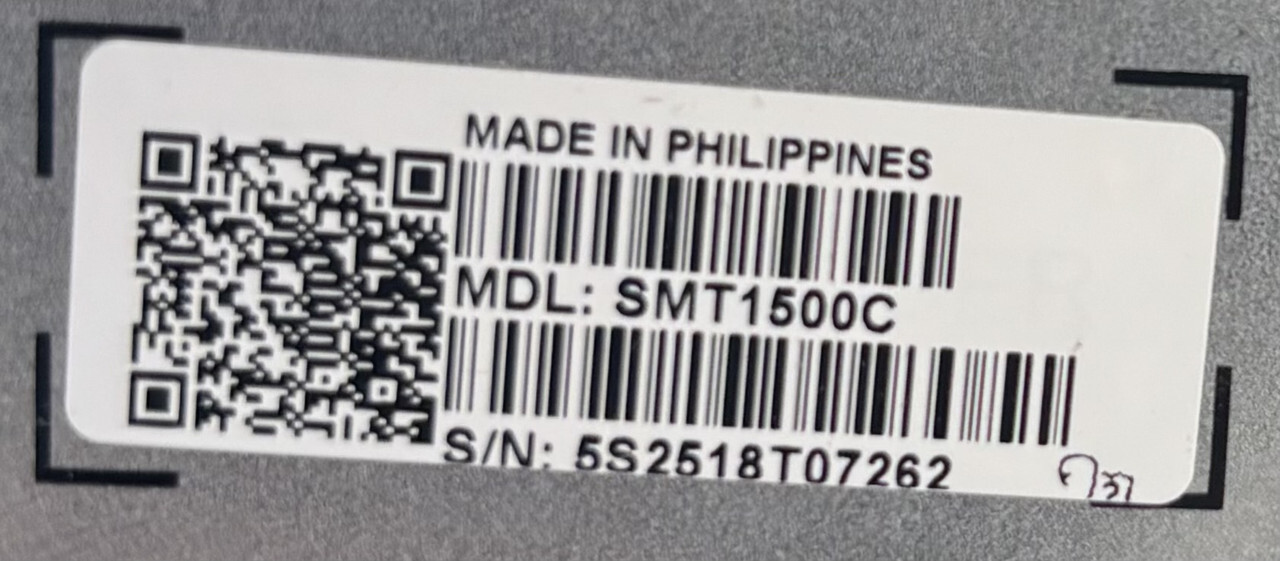 MADE IN PHILIPPINES
MDL: SMT1500C
S/N: 5S2518T07262